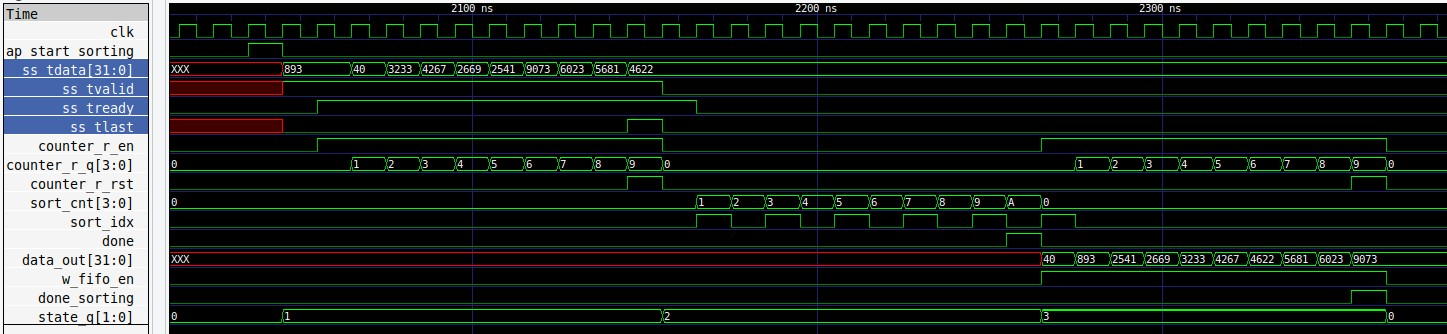 Time 2100 ns 2200 ns 2300 ns
clk
ap_start_sorting
ss_tdata[31:0] XXX 893 40 3233 4267 2669 2541 9073 6023 5681 4622
ss_tvalid
ss_tready
ss_tlast
counter_r_en
counter_r_q[3:0] 0 1 2 3 4 5 6 7 8 9 0 1 2 3 4 5 6 7 8 9 0
counter_r_rst
sort_cnt[3:0] 0 1 2 3 4 5 6 7 8 9 A 0
sort_idx
done
data_out[31:0] XXX 40 893 2541 2669 3233 4267 4622 5681 6023 9073
w_fifo_en
done_sorting
state_q[1:0] 0 1 2 3 0